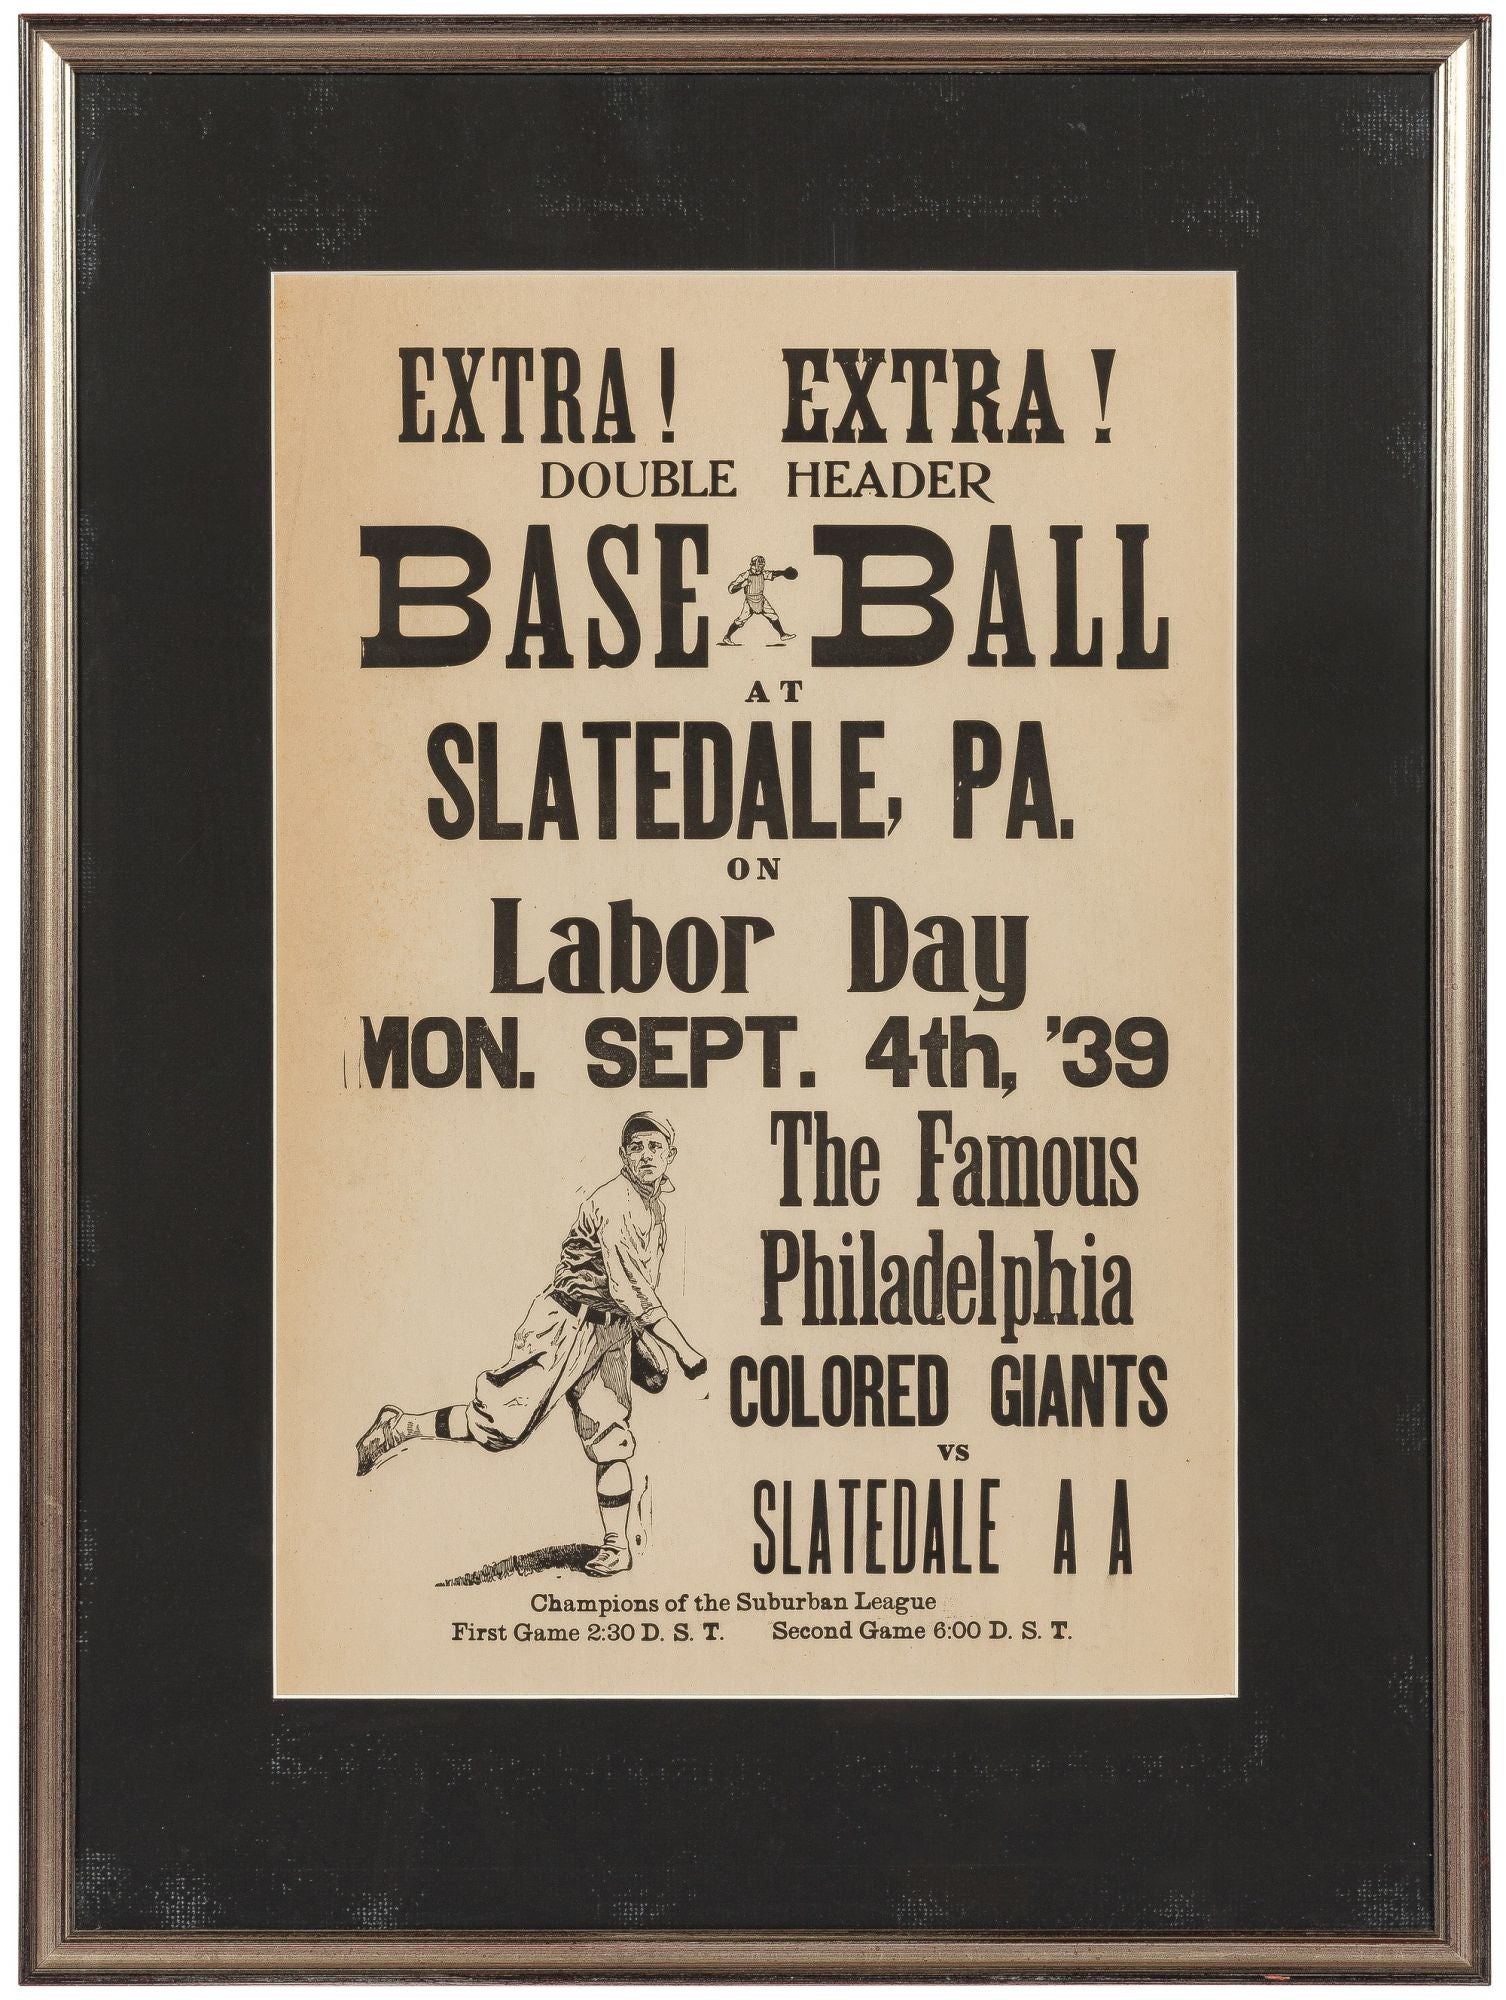 EXTRA! EXTRA!
DOUBLE HEADER
BASE BALL
AT
SLATEDALE, PA.
ON
Labor Day
MON. SEPT. 4th, '39
The Famous
Philadelphia
COLORED GIANTS
VS
SLATEDALE A A
Champions of the Suburban League
First Game 2:30 D. S. T. Second Game 6:00 D. S. T.